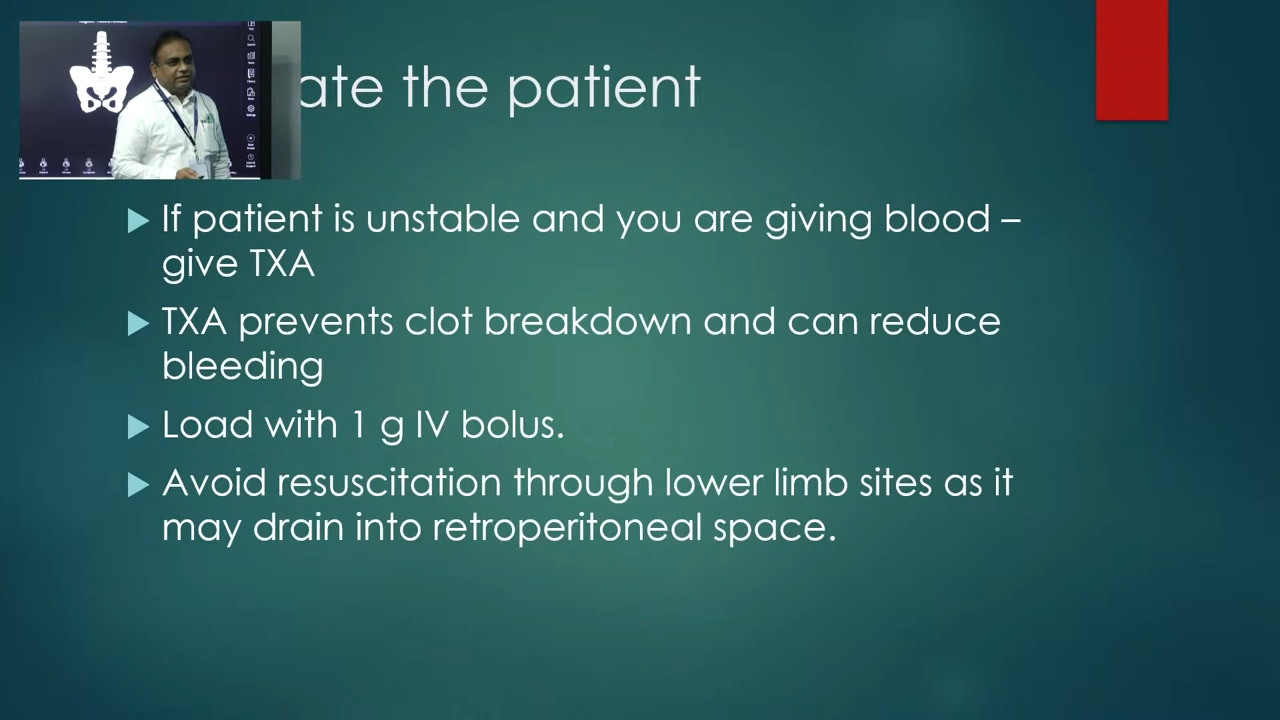 ate the patient
If patient is unstable and you are giving blood –
give TXA
TXA prevents clot breakdown and can reduce
bleeding
Load with 1 g IV bolus.
Avoid resuscitation through lower limb sites as it
may drain into retroperitoneal space.